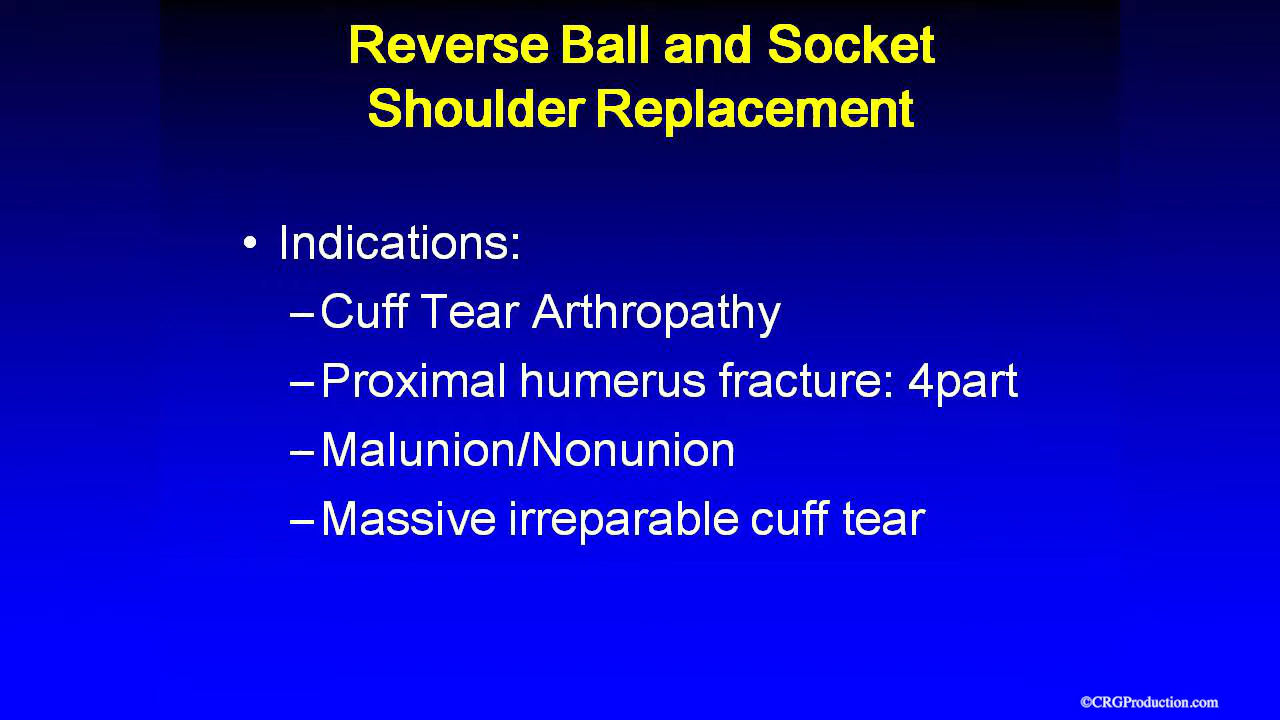 Reverse Ball and Socket
Shoulder Replacement
• Indications:
–Cuff Tear Arthropathy
–Proximal humerus fracture: 4part
–Malunion/Nonunion
–Massive irreparable cuff tear
©CRGProduction.com